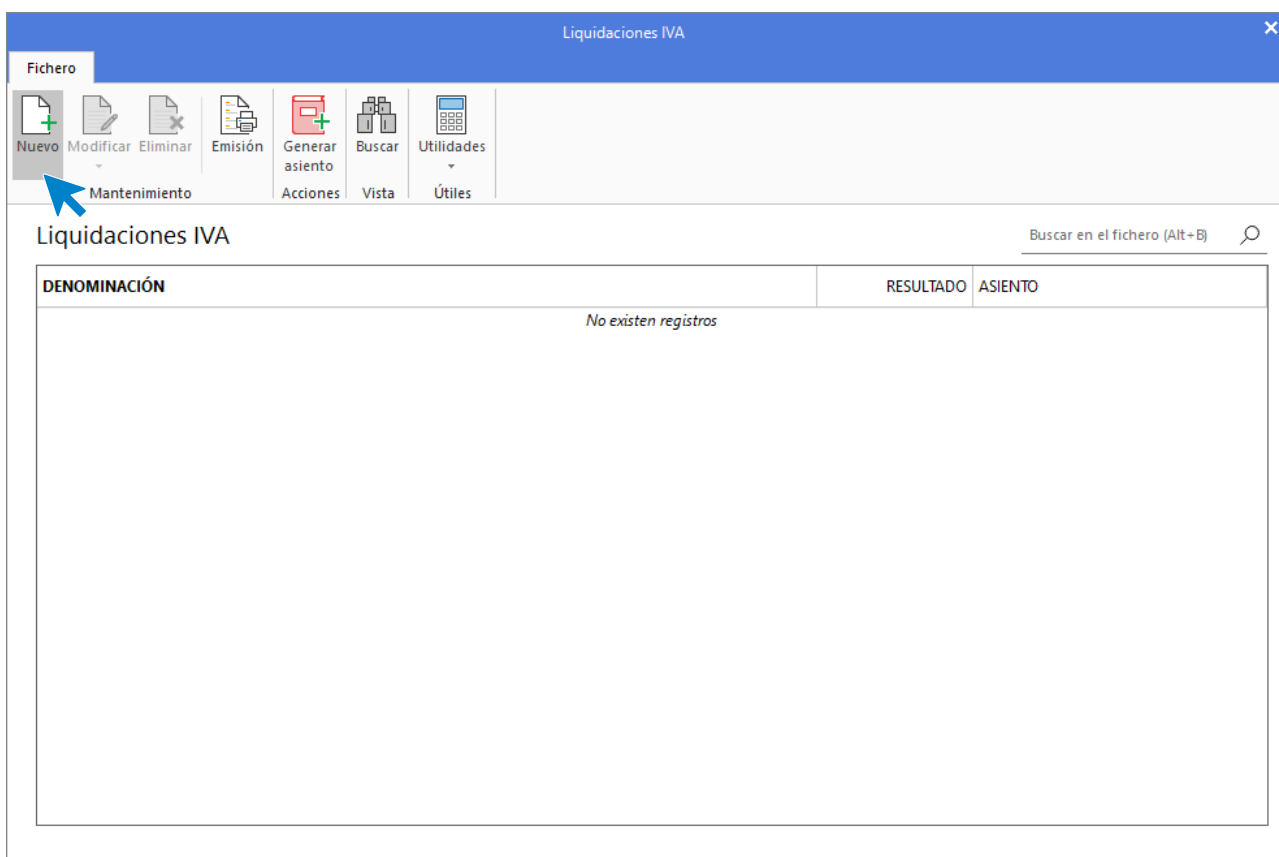 Liquidaciones IVA
Fichero
Nuevo Modificar Eliminar Emisión Generar asiento Buscar Utilidades
Mantenimiento Acciones Vista Útiles
Liquidaciones IVA
Buscar en el fichero (Alt+B)
DENOMINACIÓN RESULTADO ASIENTO
No existen registros